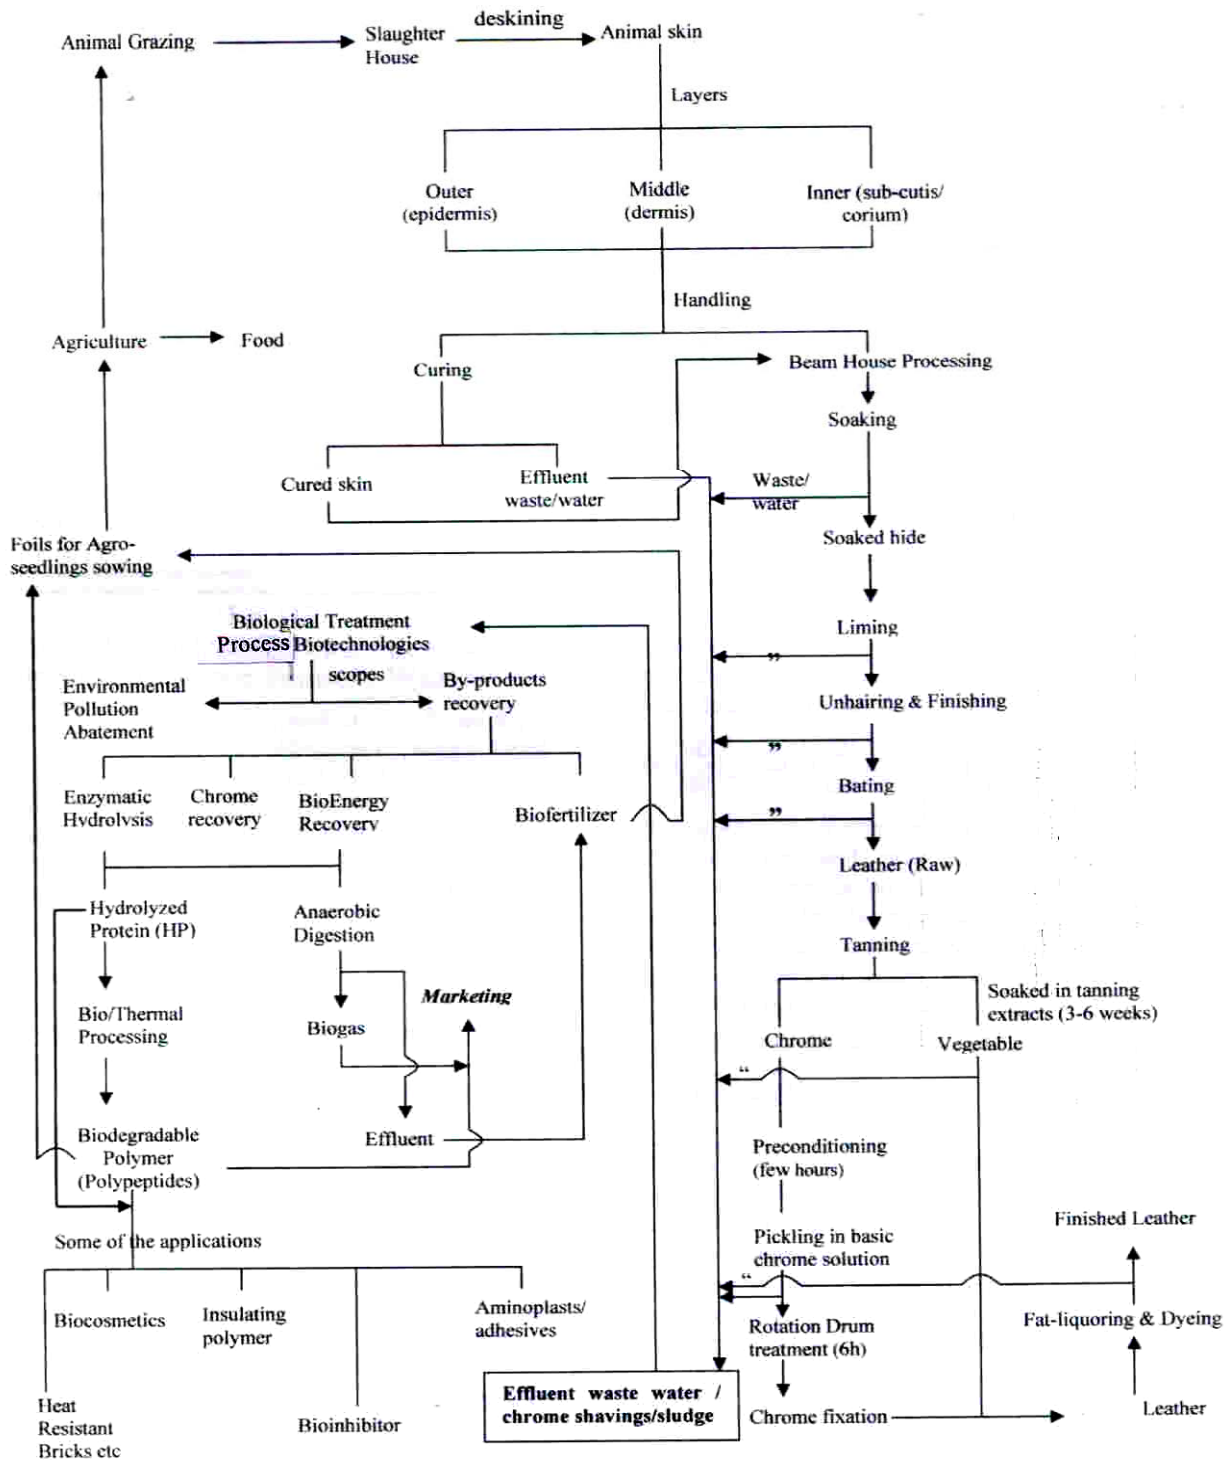 deskining
Animal Grazing
Slaughter
House
Animal skin
Layers
Outer
(epidermis)
Middle
(dermis)
Inner (sub-cutis/
corium)
Handling
Agriculture
Food
Curing
Beam House Processing
Soaking
Cured skin
Effluent
waste/water
Waste/
water
Soaked hide
Foils for Agro-
seedlings sowing
Biological Treatment
Process Biotechnologies
scopes
Liming
„
Environmental
Pollution
Abatement
By-products
recovery
Unhairing & Finishing
„
Bating
Enzymatic
Hvdrolvsis
Chrome
recovery
BioEnergy
Recovery
Biofertilizer
„
Leather (Raw)
Hydrolyzed
Protein (HP)
Anaerobic
Digestion
Tanning
Marketing
Soaked in tanning
extracts (3-6 weeks)
Bio/Thermal
Processing
Biogas
Chrome
Vegetable
“
Biodegradable
Polymer
(Polypeptides)
Effluent
Preconditioning
(few hours)
Finished Leather
Some of the applications
Pickling in basic
chrome solution
“
Biocosmetics
Insulating
polymer
Aminoplasts/
adhesives
Rotation Drum
treatment (6h)
Fat-liquoring & Dyeing
Heat
Resistant
Bricks etc
Bioinhibitor
Effluent waste water /
chrome shavings/sludge
Chrome fixation
Leather